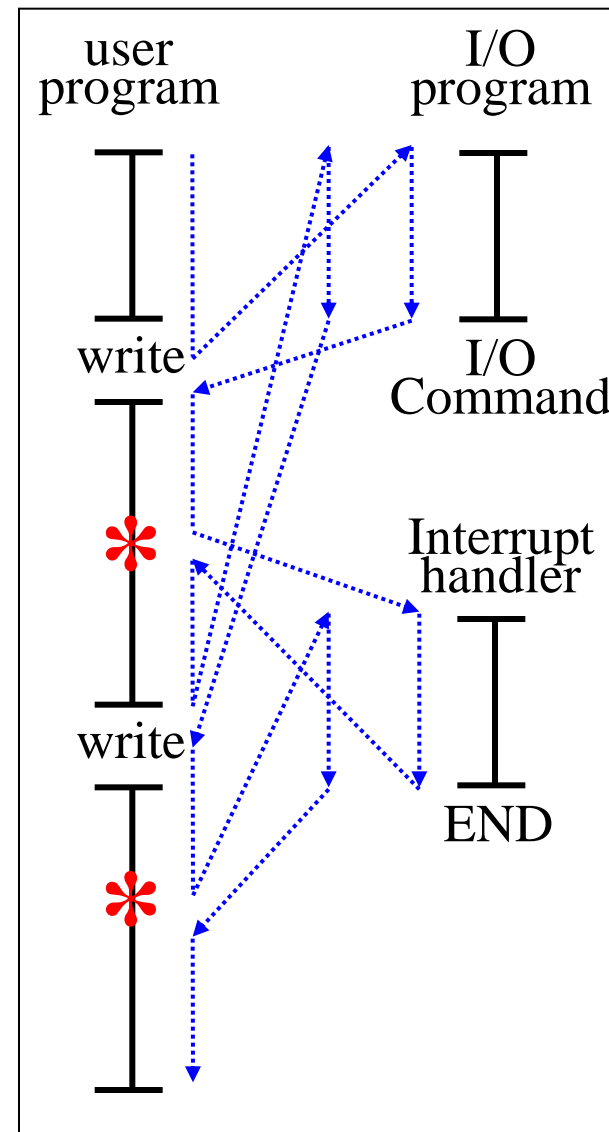 user
program
I/O
program
write
I/O
Command
Interrupt
handler
write
END